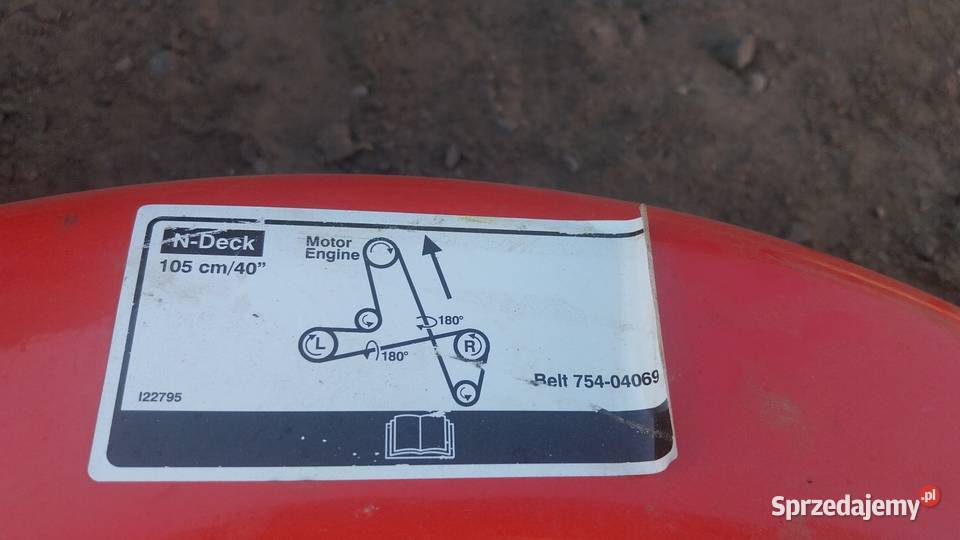 N-Deck
105 cm/40”
Motor
Engine
180°
L
180°
R
Belt 754-04069
I22795
Sprzedajemy.pl